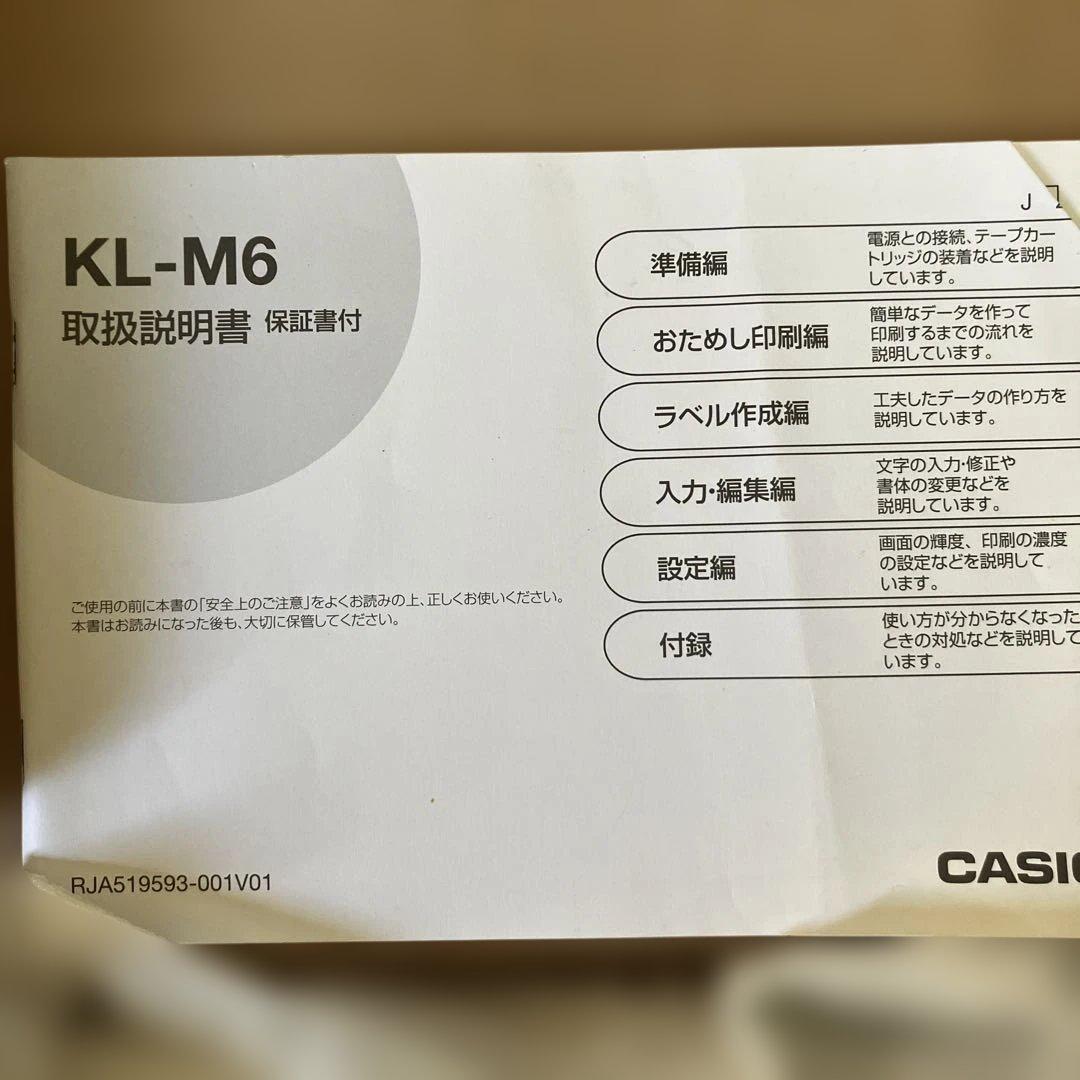 KL-M6
取扱説明書 保証書付
J
準備編
電源との接続、テープカー
トリッジの装着などを説明
しています。
おためし印刷編
簡単なデータを作って
印刷するまでの流れを
説明しています。
ラベル作成編
工夫したデータの作り方を
説明しています。
入力・編集編
文字の入力・修正や
書体の変更などを
説明しています。
設定編
画面の輝度、印刷の濃度
の設定などを説明して
います。
付録
使い方が分からなくなった
ときの対処などを説明して
います。
ご使用の前に本書の「安全上のご注意」をよくお読みの上、正しくお使いください。
本書はお読みになった後も、大切に保管してください。
RJA519593-001V01
CASIO